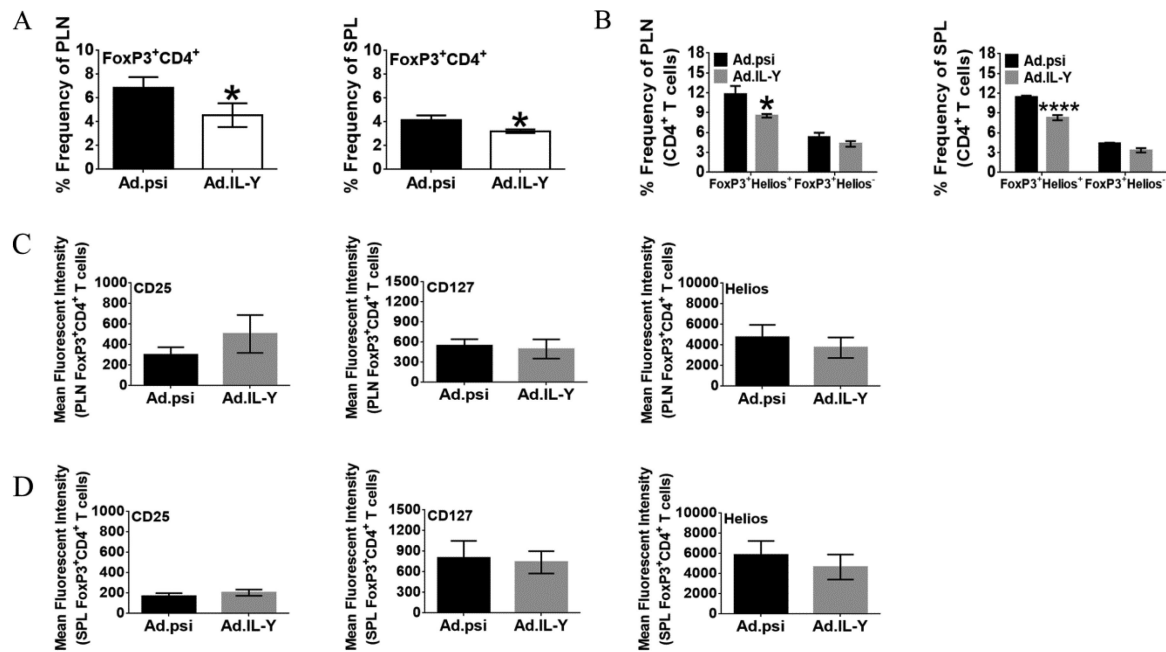 A
% Frequency of PLN
FoxP3⁺CD4⁺
8
6
4
2
0
*
Ad.psi
Ad.IL-Y
% Frequency of SPL
FoxP3⁺CD4⁺
10
8
6
4
2
0
*
Ad.psi
Ad.IL-Y
B
% Frequency of PLN
(CD4⁺ T cells)
18
15
12
9
6
3
0
Ad.psi
Ad.IL-Y
*
FoxP3⁺Helios⁺
FoxP3⁺Helios⁻
% Frequency of SPL
(CD4⁺ T cells)
18
15
12
9
6
3
0
Ad.psi
Ad.IL-Y
****
FoxP3⁺Helios⁺
FoxP3⁺Helios⁻
C
Mean Fluorescent Intensity
(PLN FoxP3⁺CD4⁺ T cells)
CD25
1000
800
600
400
200
0
Ad.psi
Ad.IL-Y
Mean Fluorescent Intensity
(PLN FoxP3⁺CD4⁺ T cells)
CD127
1500
1200
900
600
300
0
Ad.psi
Ad.IL-Y
Mean Fluorescent Intensity
(PLN FoxP3⁺CD4⁺ T cells)
Helios
10000
8000
6000
4000
2000
0
Ad.psi
Ad.IL-Y
D
Mean Fluorescent Intensity
(SPL FoxP3⁺CD4⁺ T cells)
CD25
1000
800
600
400
200
0
Ad.psi
Ad.IL-Y
Mean Fluorescent Intensity
(SPL FoxP3⁺CD4⁺ T cells)
CD127
1500
1200
900
600
300
0
Ad.psi
Ad.IL-Y
Mean Fluorescent Intensity
(SPL FoxP3⁺CD4⁺ T cells)
Helios
10000
8000
6000
4000
2000
0
Ad.psi
Ad.IL-Y